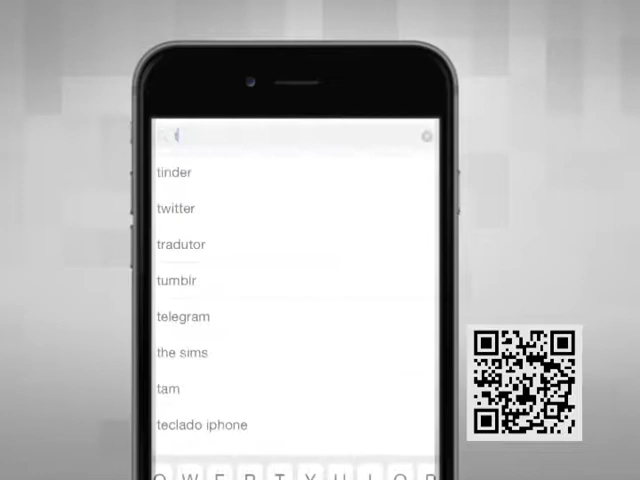 t
tinder
twitter
tradutor
tumblr
telegram
the sims
tam
teclado iphone
Q W E R T Y U I O P